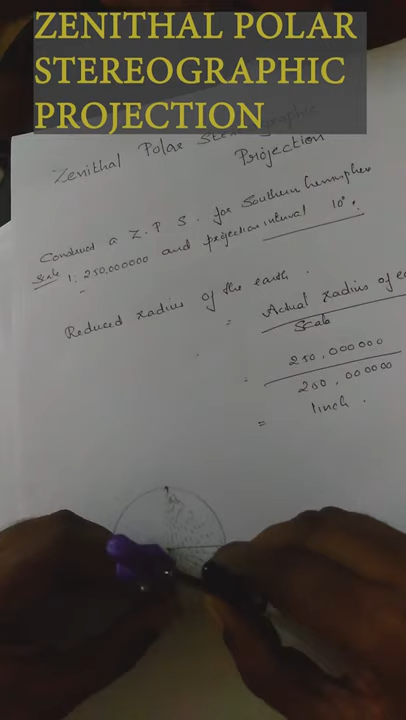 ZENITHAL POLAR
STEREOGRAPHIC
PROJECTION
Zenithal Polar
Projection
Construct a Z. P. S. for Southern hemisphere
Scale 1: 250,000000 and projection interval 10°.
Reduced radius of the earth.
= Actual radius of
Scale
= 250,000000
250,000000
= 1inch.